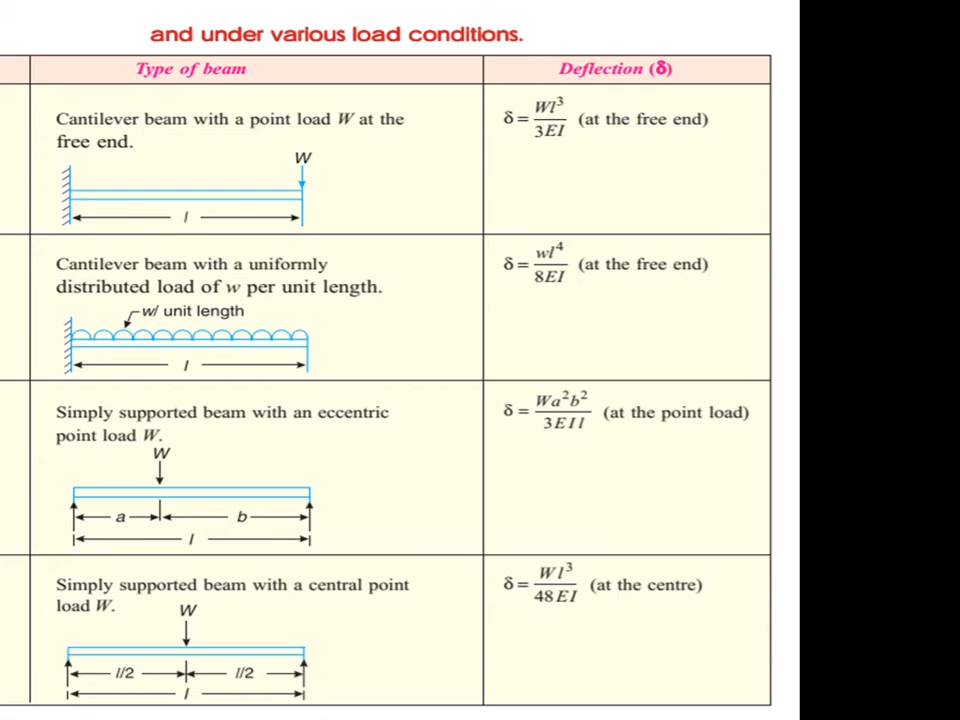 and under various load conditions.
Type of beam
Deflection (δ)
Cantilever beam with a point load W at the
free end.
W
l
δ = Wl³/3EI (at the free end)
Cantilever beam with a uniformly
distributed load of w per unit length.
w/ unit length
l
δ = wl⁴/8EI (at the free end)
Simply supported beam with an eccentric
point load W.
W
a b
l
δ = Wa²b²/3EIl (at the point load)
Simply supported beam with a central point
load W.
W
l/2 l/2
l
δ = Wl³/48EI (at the centre)